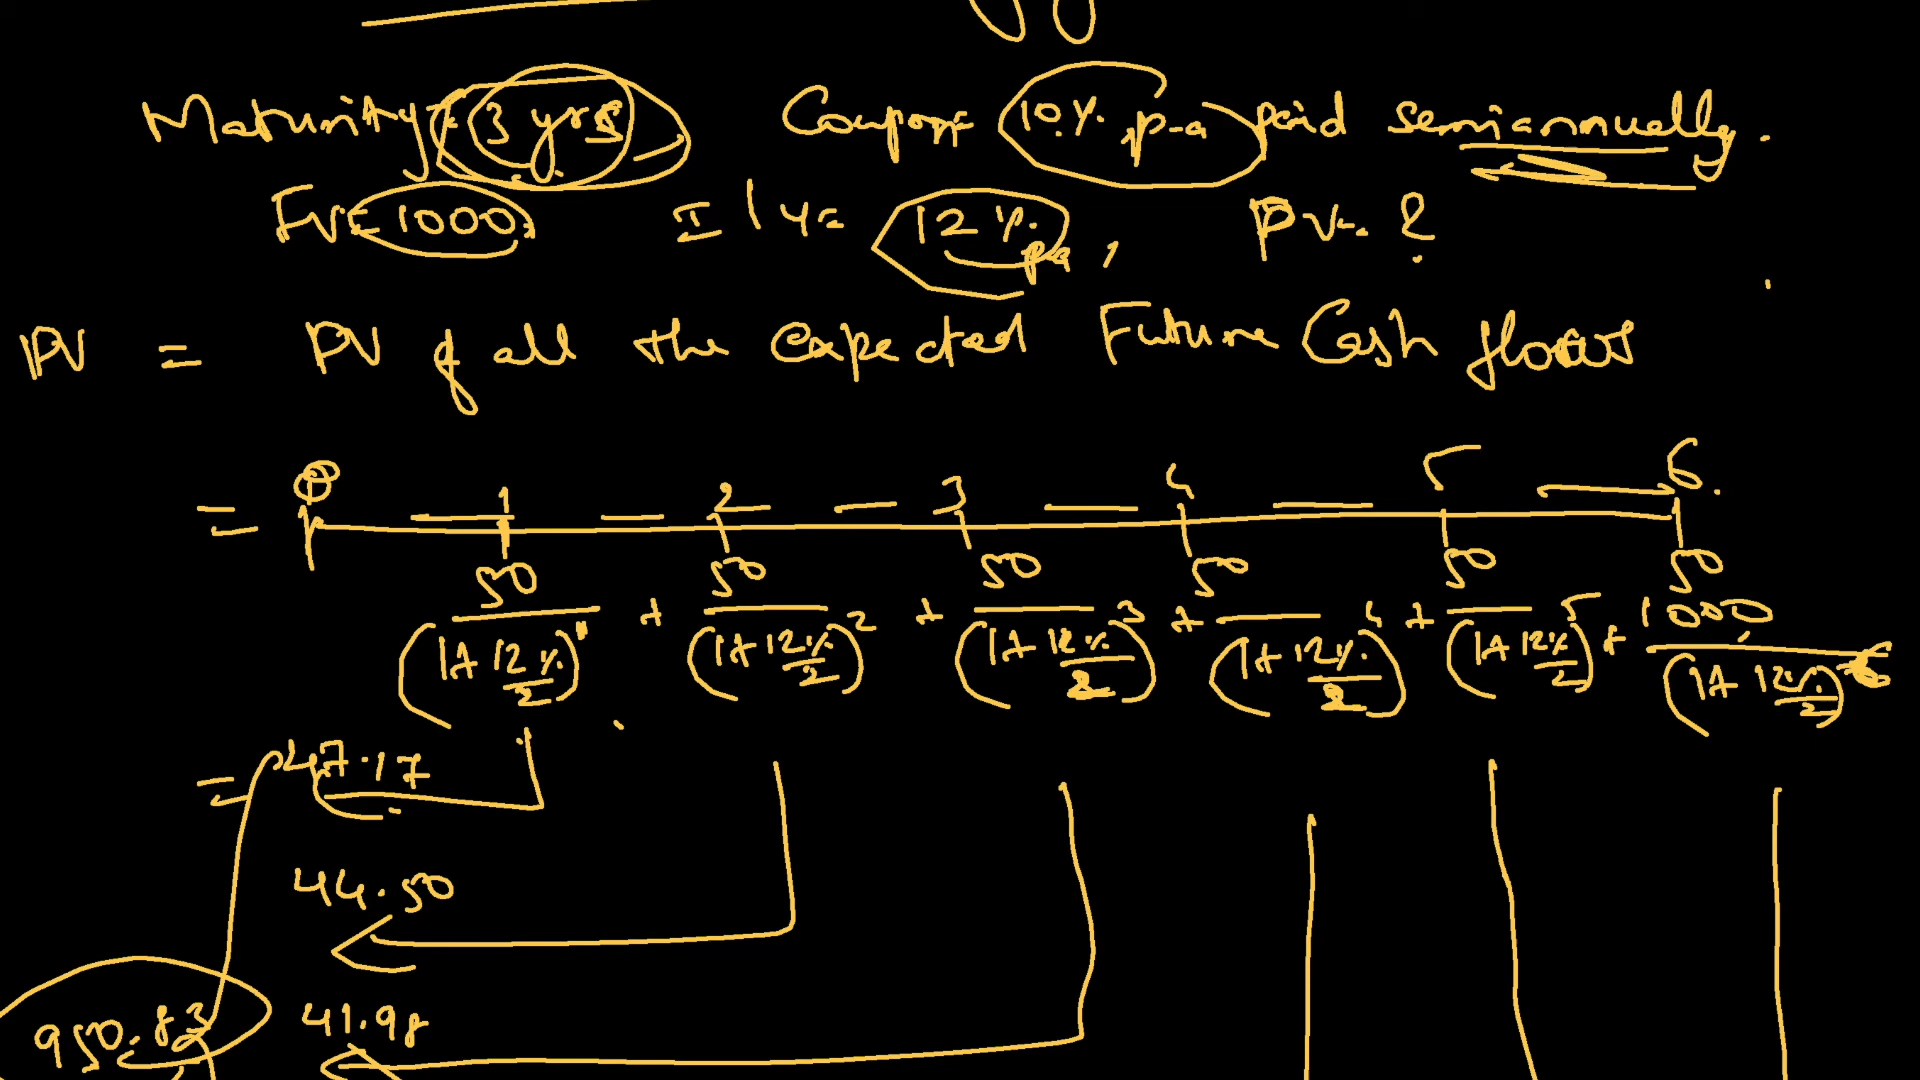 Maturity = 3 yrs Coupon = 10% p-a paid semiannually.
FV = 1000, I/Y = 12% pa, PV = ?
PV = PV of all the expected Future Cash flows
= 0 1 2 3 4 5 6
50 50 50 50 50 50
(1+12%/2)^1 + (1+12%/2)^2 + (1+12%/2)^3 + (1+12%/2)^4 + (1+12%/2)^5 + 1000 (1+12%/2)^6
= 47.17
44.50
950.83 41.98